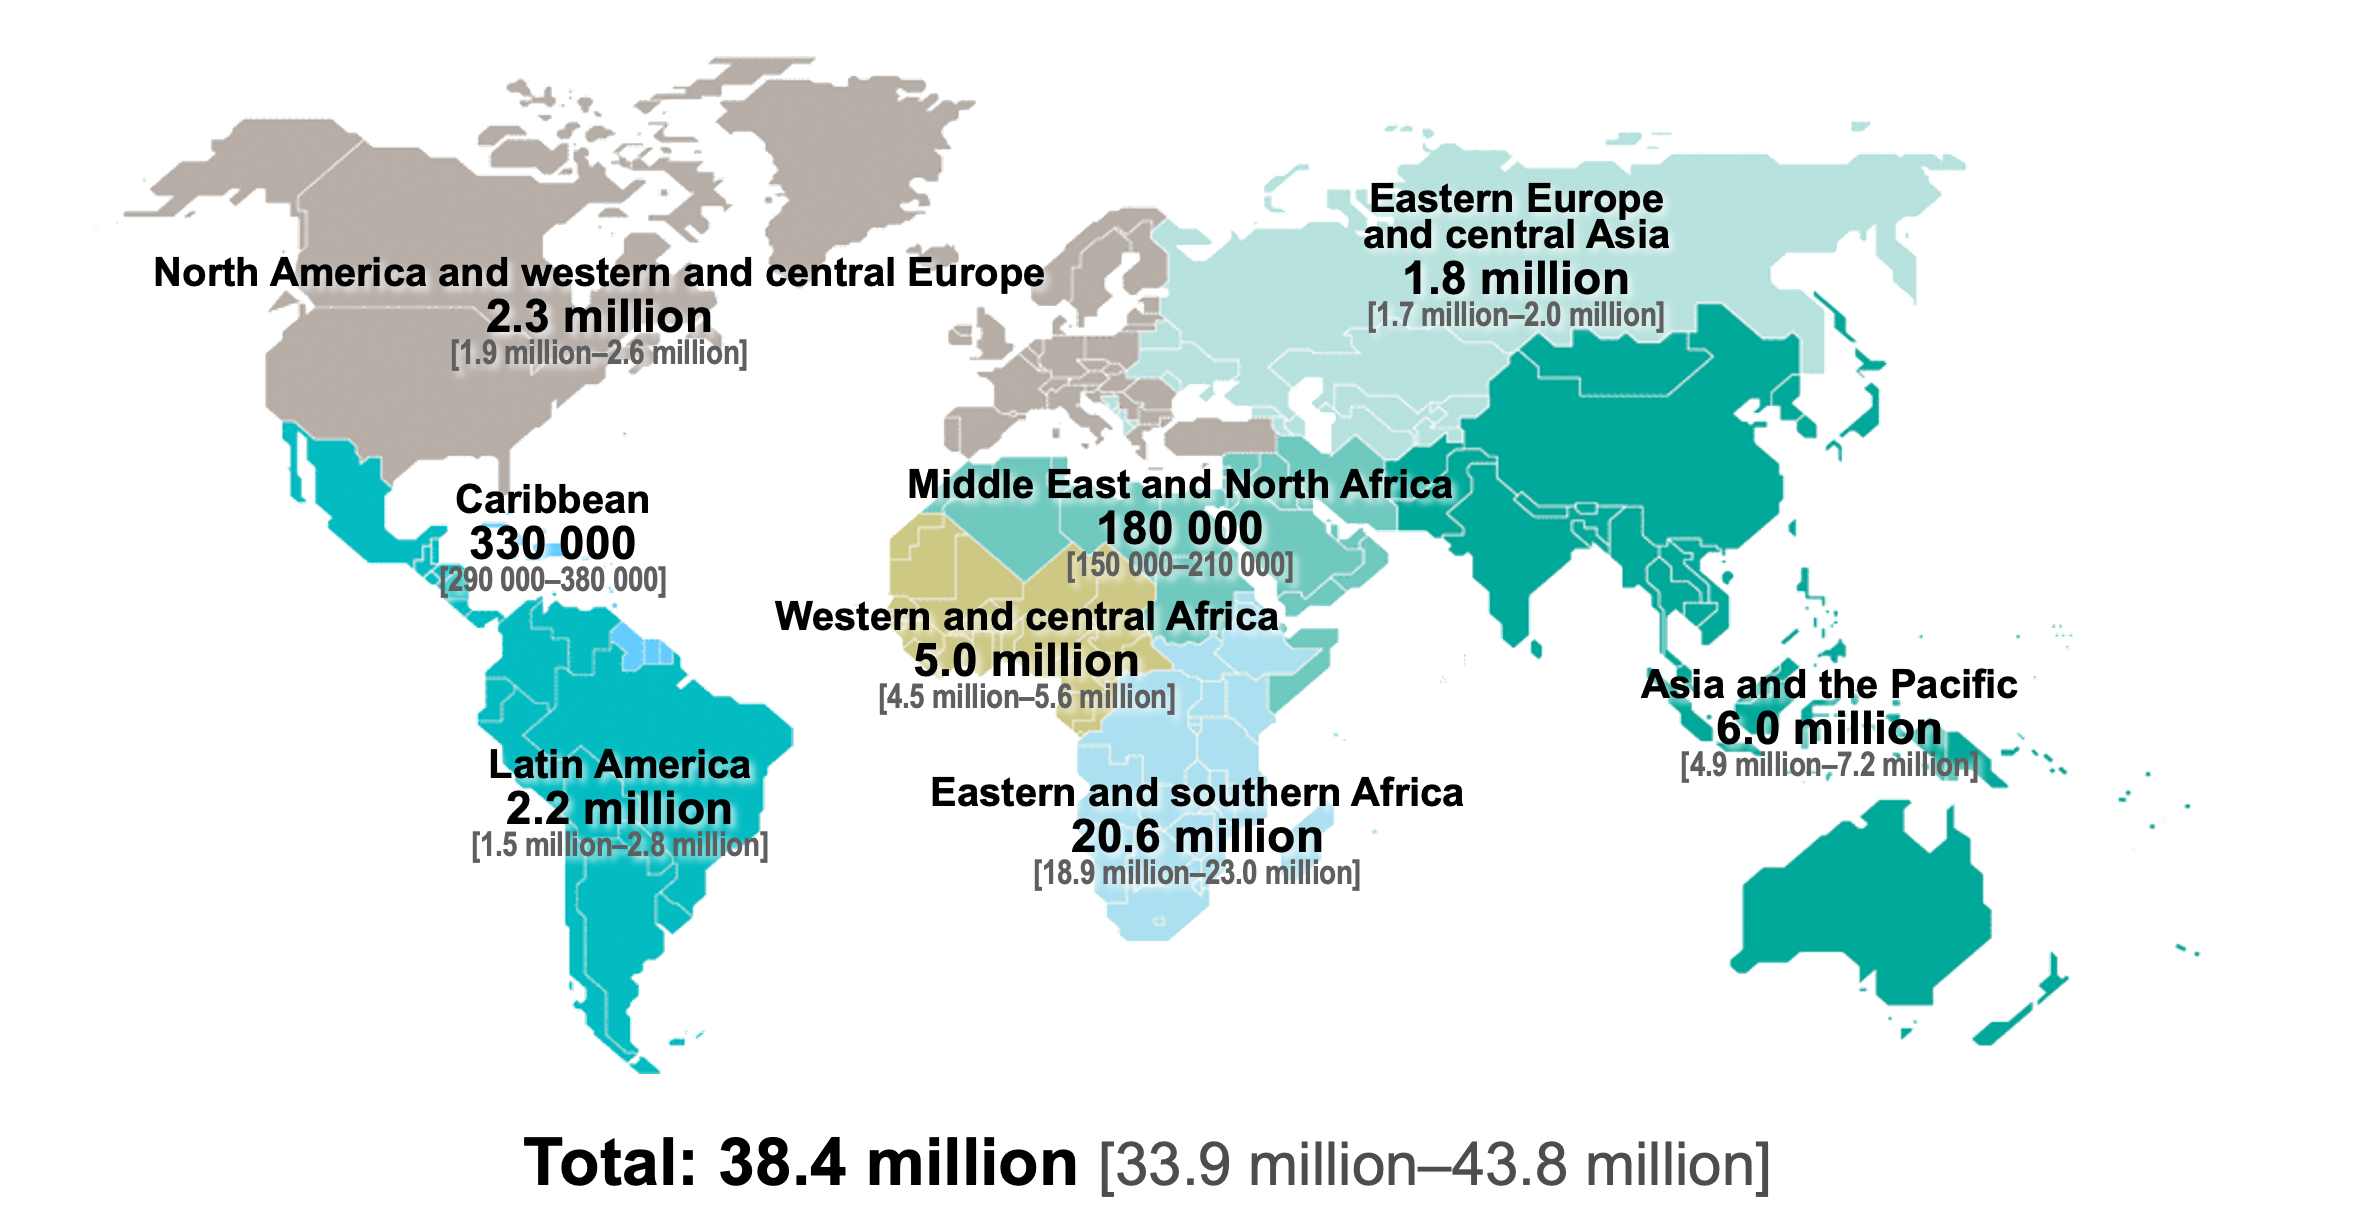 Eastern Europe
and central Asia
1.8 million
[1.7 million–2.0 million]
North America and western and central Europe
2.3 million
[1.9 million–2.6 million]
Caribbean
330 000
[290 000–380 000]
Middle East and North Africa
180 000
[150 000–210 000]
Western and central Africa
5.0 million
[4.5 million–5.6 million]
Asia and the Pacific
6.0 million
[4.9 million–7.2 million]
Latin America
2.2 million
[1.5 million–2.8 million]
Eastern and southern Africa
20.6 million
[18.9 million–23.0 million]
Total: 38.4 million [33.9 million–43.8 million]